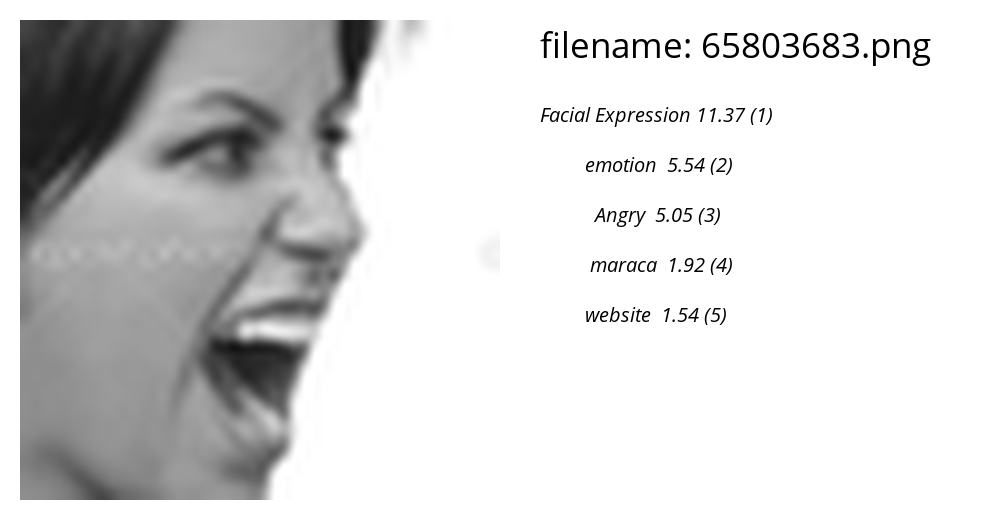 filename: 65803683.png
Facial Expression 11.37 (1)
emotion 5.54 (2)
Angry 5.05 (3)
maraca 1.92 (4)
website 1.54 (5)